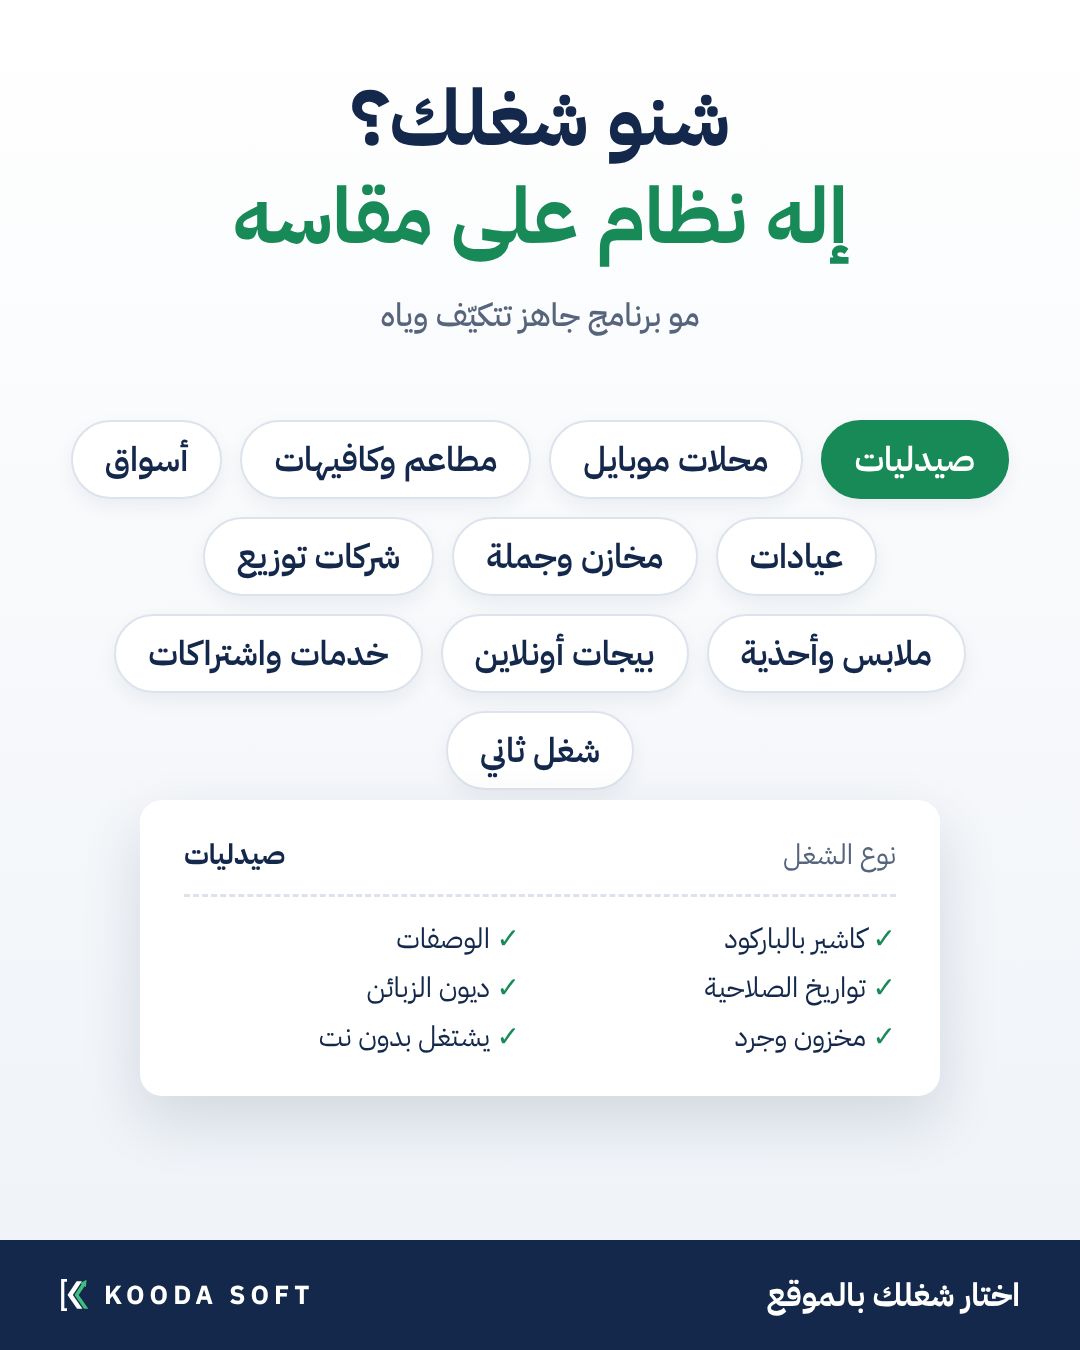 شنو شغلك؟
إله نظام على مقاسه
مو برنامج جاهز تتكيّف وياه
صيدليات محلات موبايل مطاعم وكافيهات أسواق
عيادات مخازن وجملة شركات توزيع
ملابس وأحذية بيجات أونلاين خدمات واشتراكات
شغل ثاني
نوع الشغل صيدليات
✓ كاشير بالباركود ✓ الوصفات
✓ تواريخ الصلاحية ✓ ديون الزبائن
✓ مخزون وجرد ✓ يشتغل بدون نت
اختار شغلك بالموقع KOODA SOFT